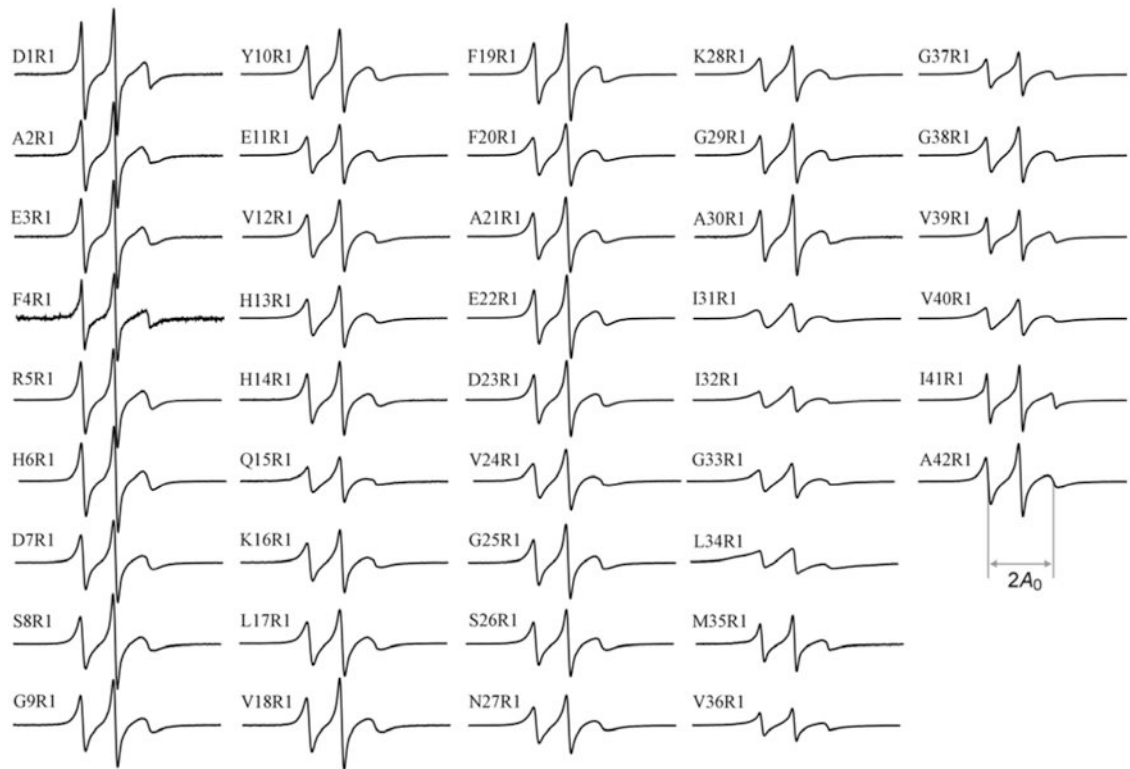 D1R1
A2R1
E3R1
F4R1
R5R1
H6R1
D7R1
S8R1
G9R1
Y10R1
E11R1
V12R1
H13R1
H14R1
Q15R1
K16R1
L17R1
V18R1
F19R1
F20R1
A21R1
E22R1
D23R1
V24R1
G25R1
S26R1
N27R1
K28R1
G29R1
A30R1
I31R1
I32R1
G33R1
L34R1
M35R1
V36R1
G37R1
G38R1
V39R1
V40R1
I41R1
A42R1
2A₀